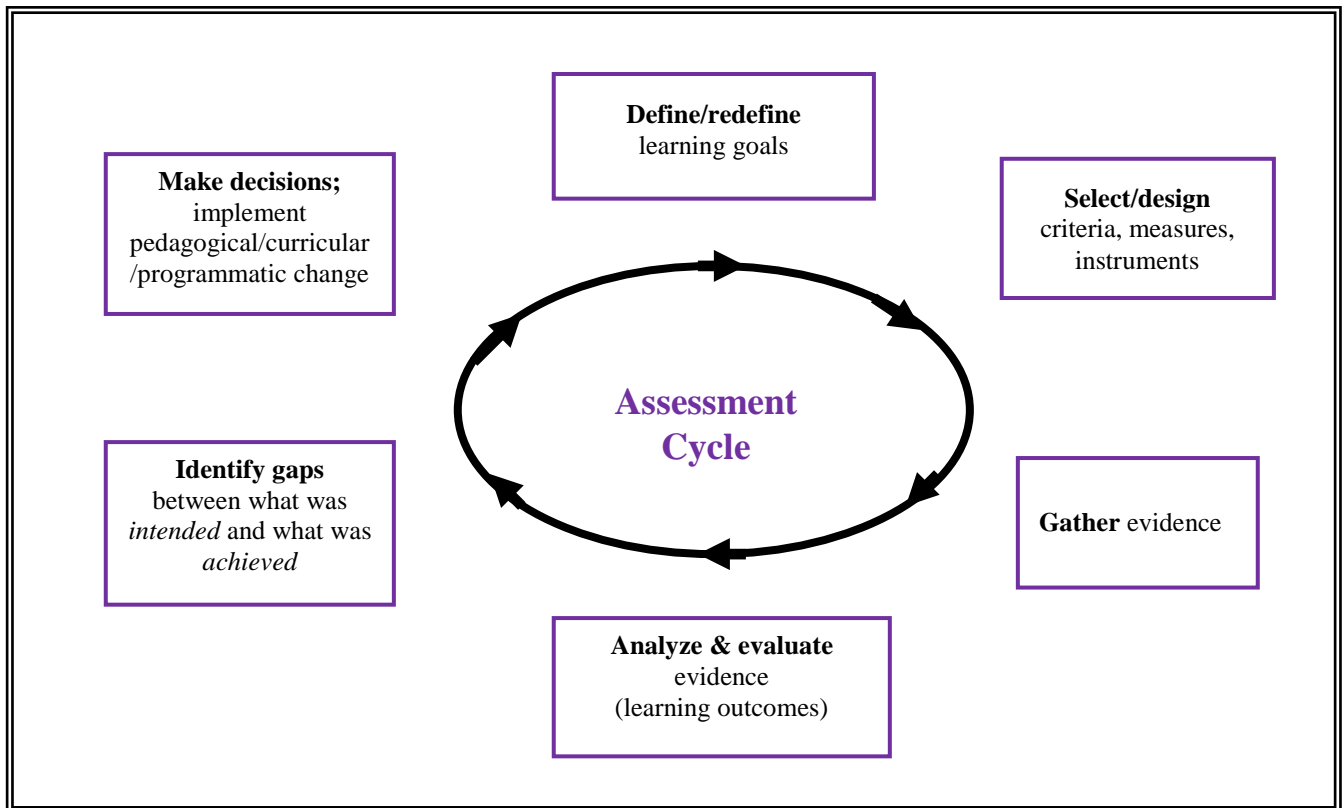 Define/redefine
learning goals
Select/design
criteria, measures,
instruments
Gather evidence
Analyze & evaluate
evidence
(learning outcomes)
Identify gaps
between what was
intended and what was
achieved
Make decisions;
implement
pedagogical/curricular
/programmatic change
Assessment
Cycle